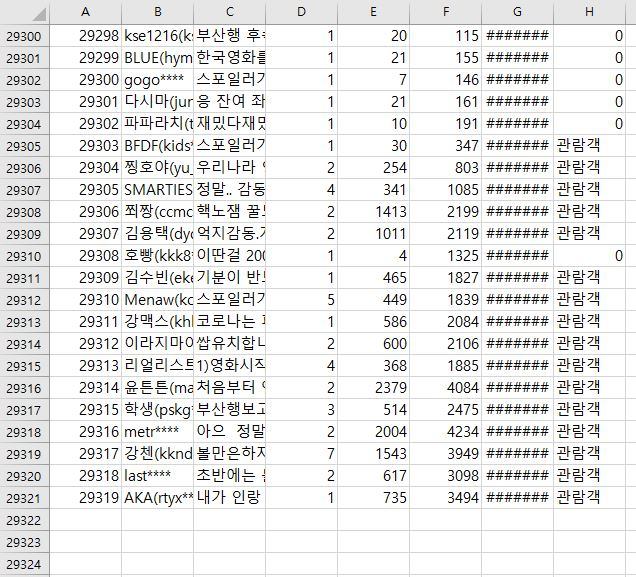 A B C D E F G H
29300 29298 kse1216(ks 부산행 후 1 20 115 ####### 0
29301 29299 BLUE(hym 한국영화를 1 21 155 ####### 0
29302 29300 gogo**** 스포일러가 1 7 146 ####### 0
29303 29301 다시마(jun 응 잔여 좌 1 21 161 ####### 0
29304 29302 파파라치(t 재밌다재밌 1 10 191 ####### 0
29305 29303 BFDF(kids* 스포일러가 1 30 347 ####### 관람객
29306 29304 찡호야(yu_ 우리나라 2 254 803 ####### 관람객
29307 29305 SMARTIES 정말.. 감동 4 341 1085 ####### 관람객
29308 29306 쬐짱(ccmc 핵노잼 꿀 2 1413 2199 ####### 관람객
29309 29307 김용택(dyd 억지감동. 2 1011 2119 ####### 관람객
29310 29308 호빵(kkk8* 이딴걸 200 1 4 1325 ####### 0
29311 29309 김수빈(eke 기분이 반 1 465 1827 ####### 관람객
29312 29310 Menaw(kc 스포일러가 5 449 1839 ####### 관람객
29313 29311 강맥스(khl 코로나는 1 586 2084 ####### 관람객
29314 29312 이라지마이 쌉유치합니 2 600 2106 ####### 관람객
29315 29313 리얼리스트 1)영화시작 4 368 1885 ####### 관람객
29316 29314 윤튼튼(ma 처음부터 2 2379 4084 ####### 관람객
29317 29315 학생(pskg* 부산행보고 3 514 2475 ####### 관람객
29318 29316 metr**** 아으 정말 2 2004 4234 ####### 관람객
29319 29317 강첸(kknd 볼만은하지 7 1543 3949 ####### 관람객
29320 29318 last**** 초반에는 2 617 3098 ####### 관람객
29321 29319 AKA(rtyx** 내가 인랑 1 735 3494 ####### 관람객
29322
29323
29324